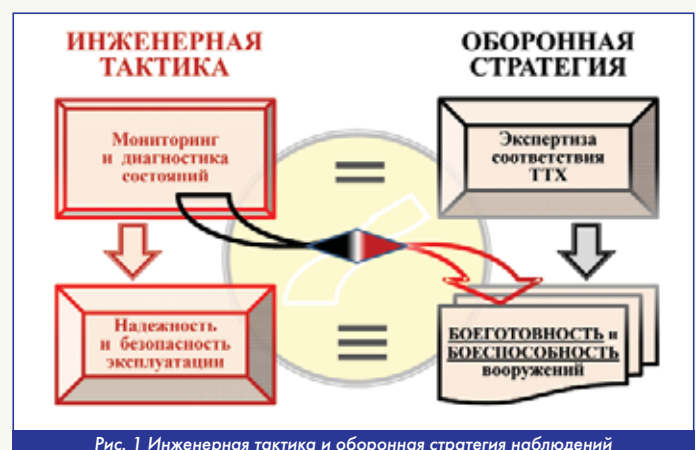 ИНЖЕНЕРНАЯ
ТАКТИКА
ОБОРОННАЯ
СТРАТЕГИЯ
Мониторинг
и диагностика
состояний
Экспертиза
соответствия
ТТХ
Надежность
и безопасность
эксплуатации
БОЕГОТОВНОСТЬ и
БОЕСПОСОБНОСТЬ
вооружений
Рис. 1 Инженерная тактика и оборонная стратегия наблюдений